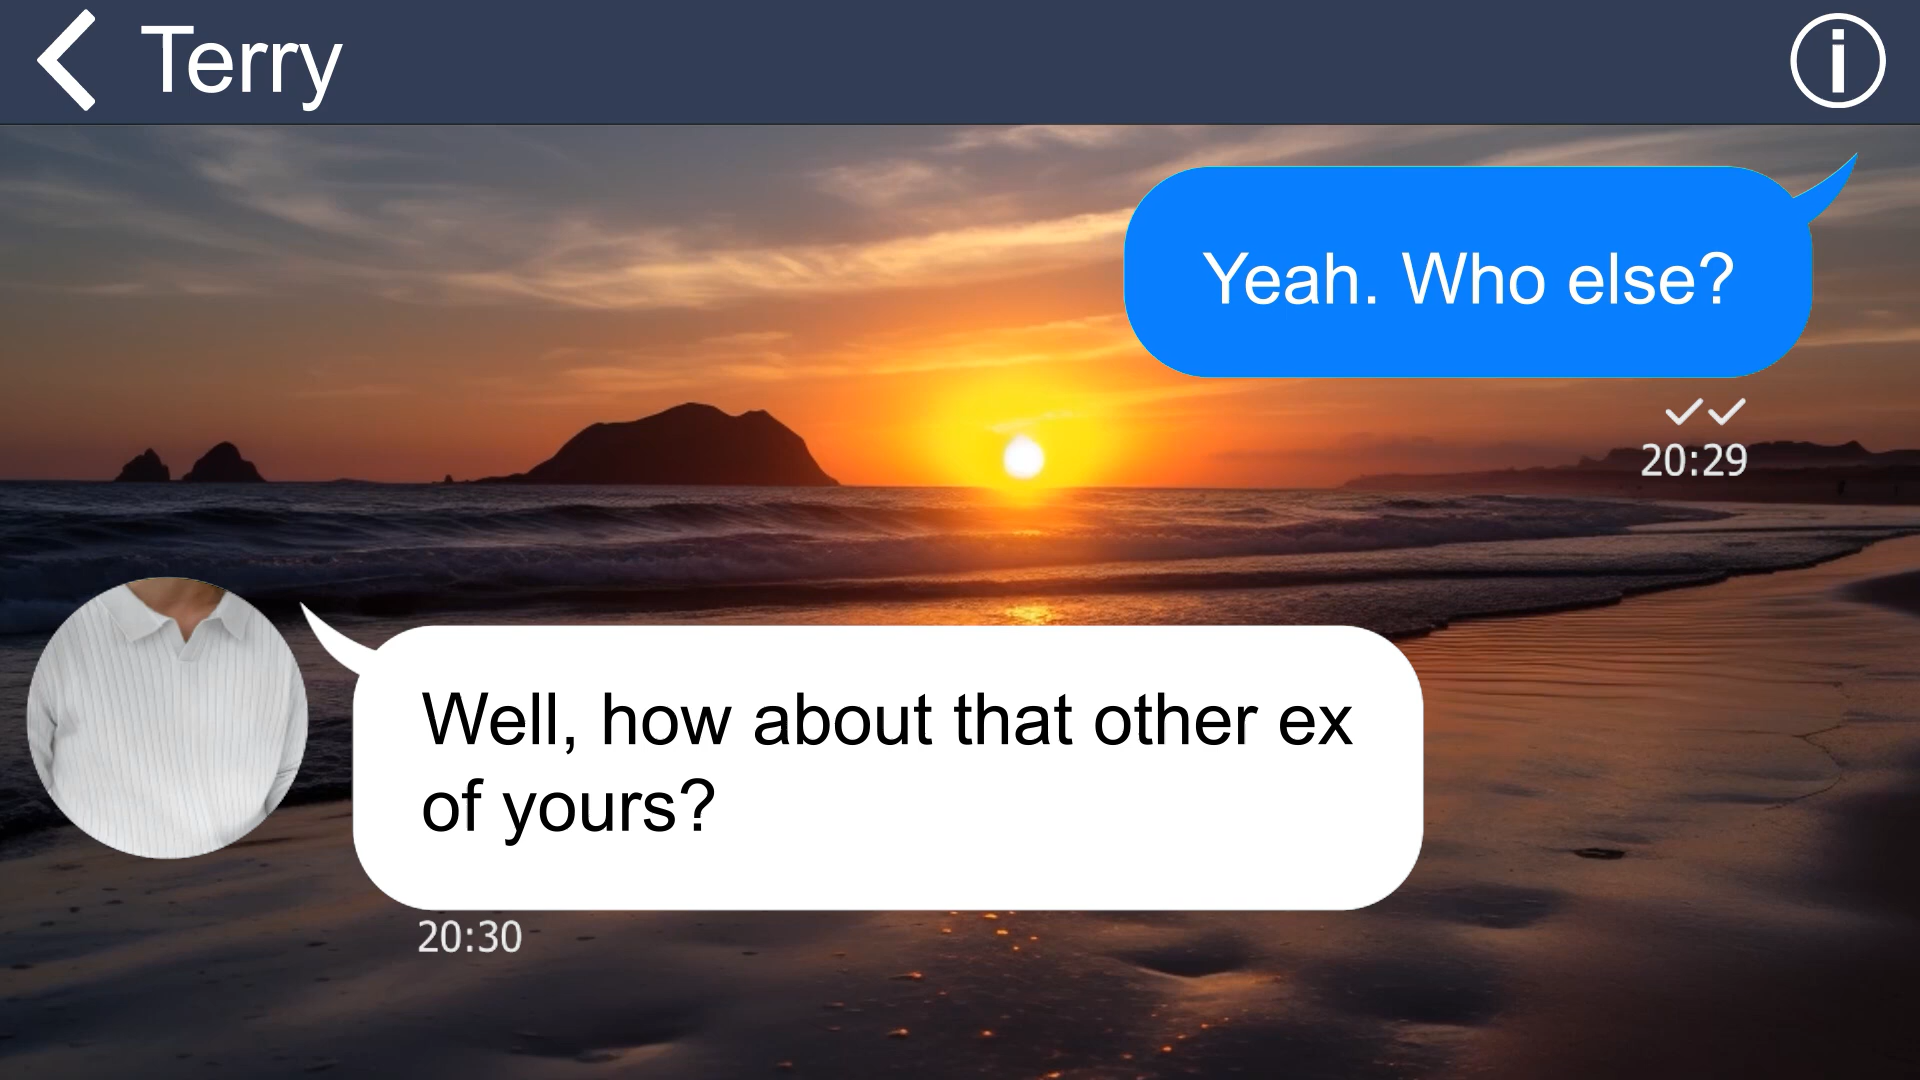 Terry
Yeah. Who else?
20:29
Well, how about that other ex
of yours?
20:30